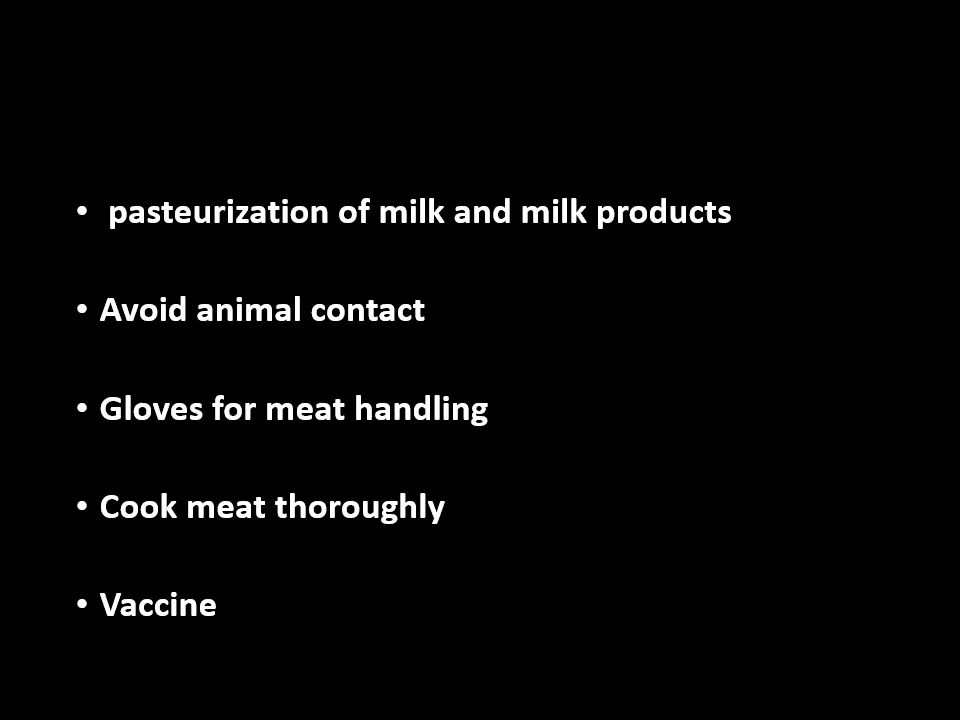 • pasteurization of milk and milk products
• Avoid animal contact
• Gloves for meat handling
• Cook meat thoroughly
• Vaccine